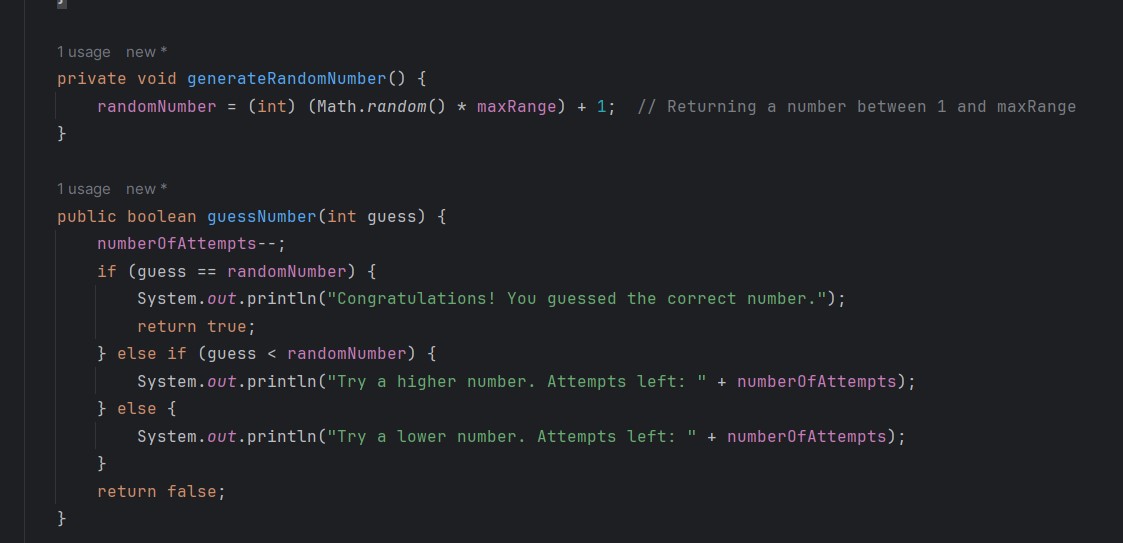 }
1 usage new *
private void generateRandomNumber() {
randomNumber = (int) (Math.random() * maxRange) + 1; // Returning a number between 1 and maxRange
}
1 usage new *
public boolean guessNumber(int guess) {
numberOfAttempts--;
if (guess == randomNumber) {
System.out.println("Congratulations! You guessed the correct number.");
return true;
} else if (guess < randomNumber) {
System.out.println("Try a higher number. Attempts left: " + numberOfAttempts);
} else {
System.out.println("Try a lower number. Attempts left: " + numberOfAttempts);
}
return false;
}